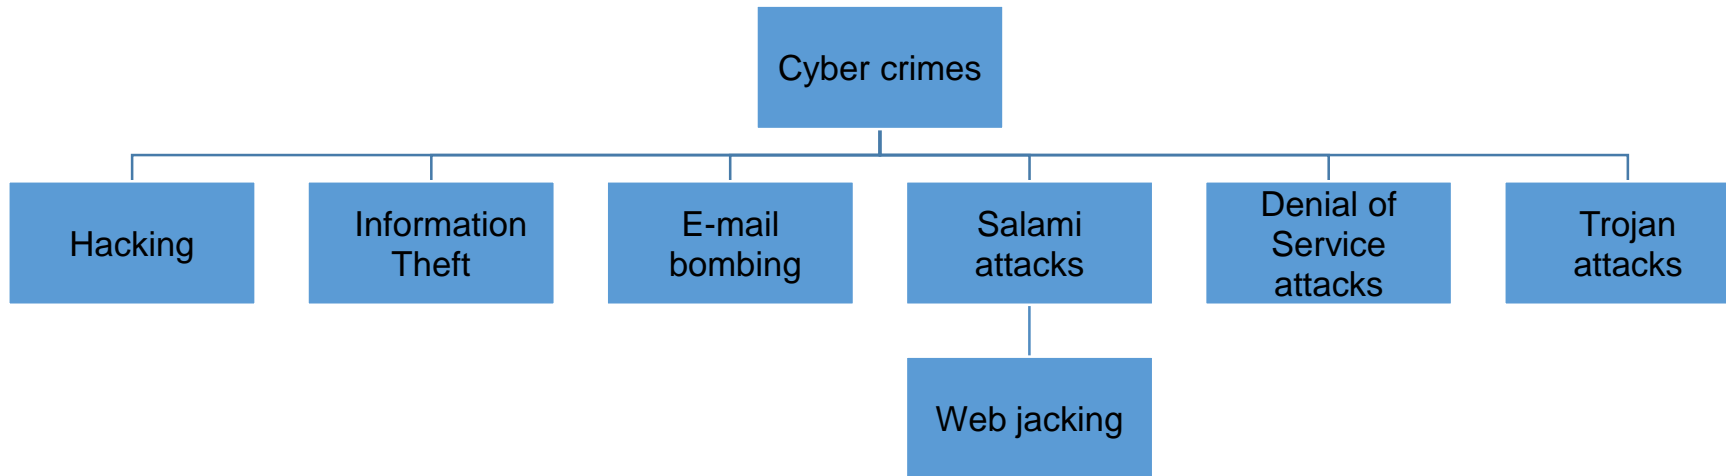 Cyber crimes
Hacking
Information
Theft
E-mail
bombing
Salami
attacks
Denial of
Service
attacks
Trojan
attacks
Web jacking